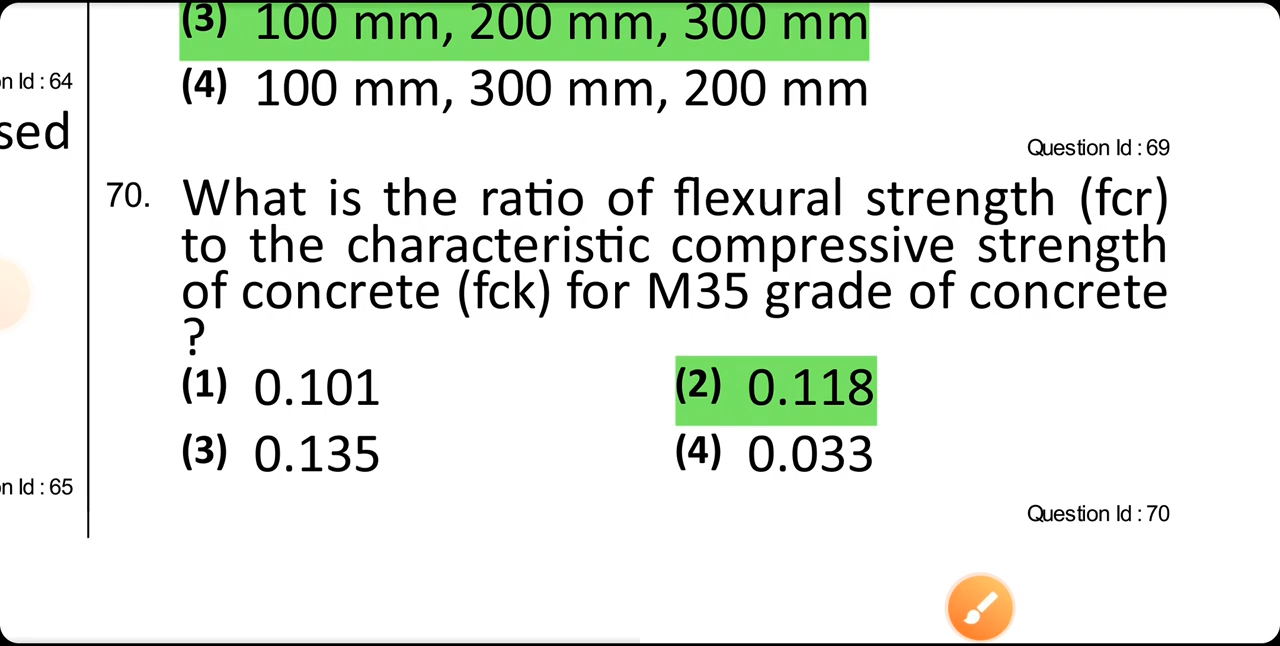 (3) 100 mm, 200 mm, 300 mm
(4) 100 mm, 300 mm, 200 mm
n Id : 64
sed
Question Id : 69
70. What is the ratio of flexural strength (fcr)
to the characteristic compressive strength
of concrete (fck) for M35 grade of concrete
?
(1) 0.101 (2) 0.118
(3) 0.135 (4) 0.033
n Id : 65
Question Id : 70